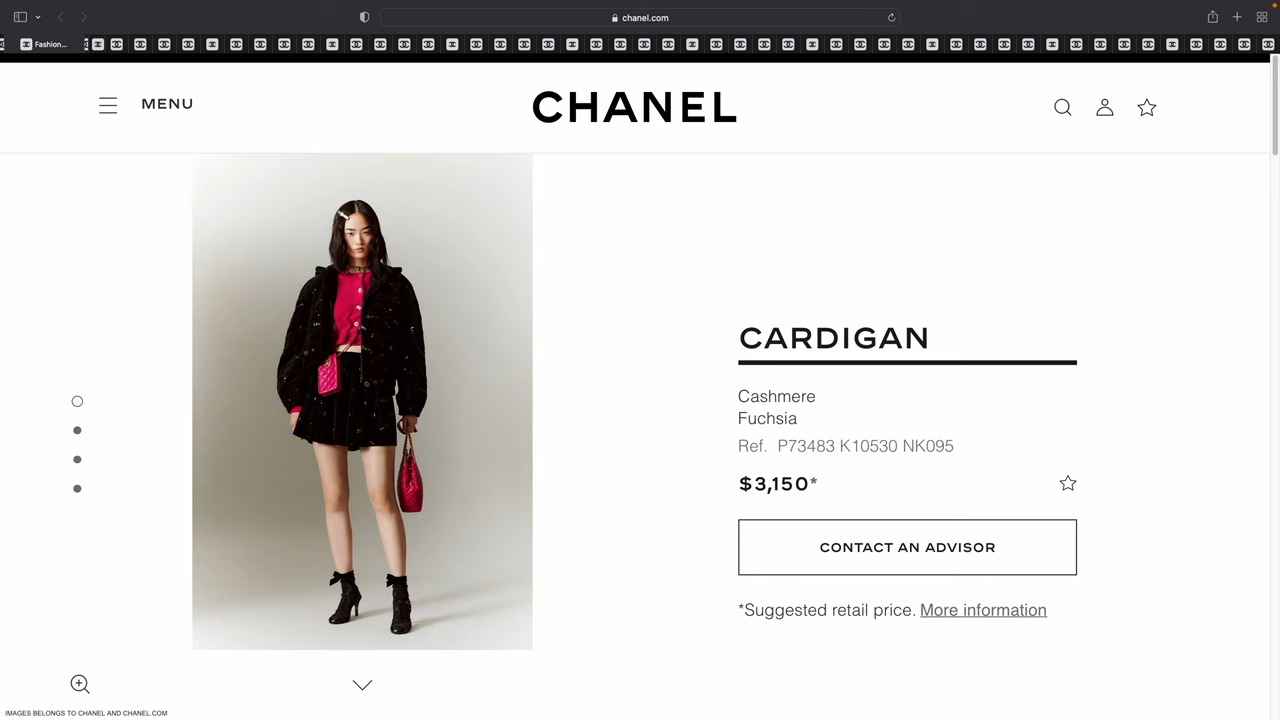 chanel.com
Fashion...
MENU
CHANEL
CARDIGAN
Cashmere
Fuchsia
Ref. P73483 K10530 NK095
$3,150*
CONTACT AN ADVISOR
*Suggested retail price. More information
IMAGES BELONGS TO CHANEL AND CHANEL.COM